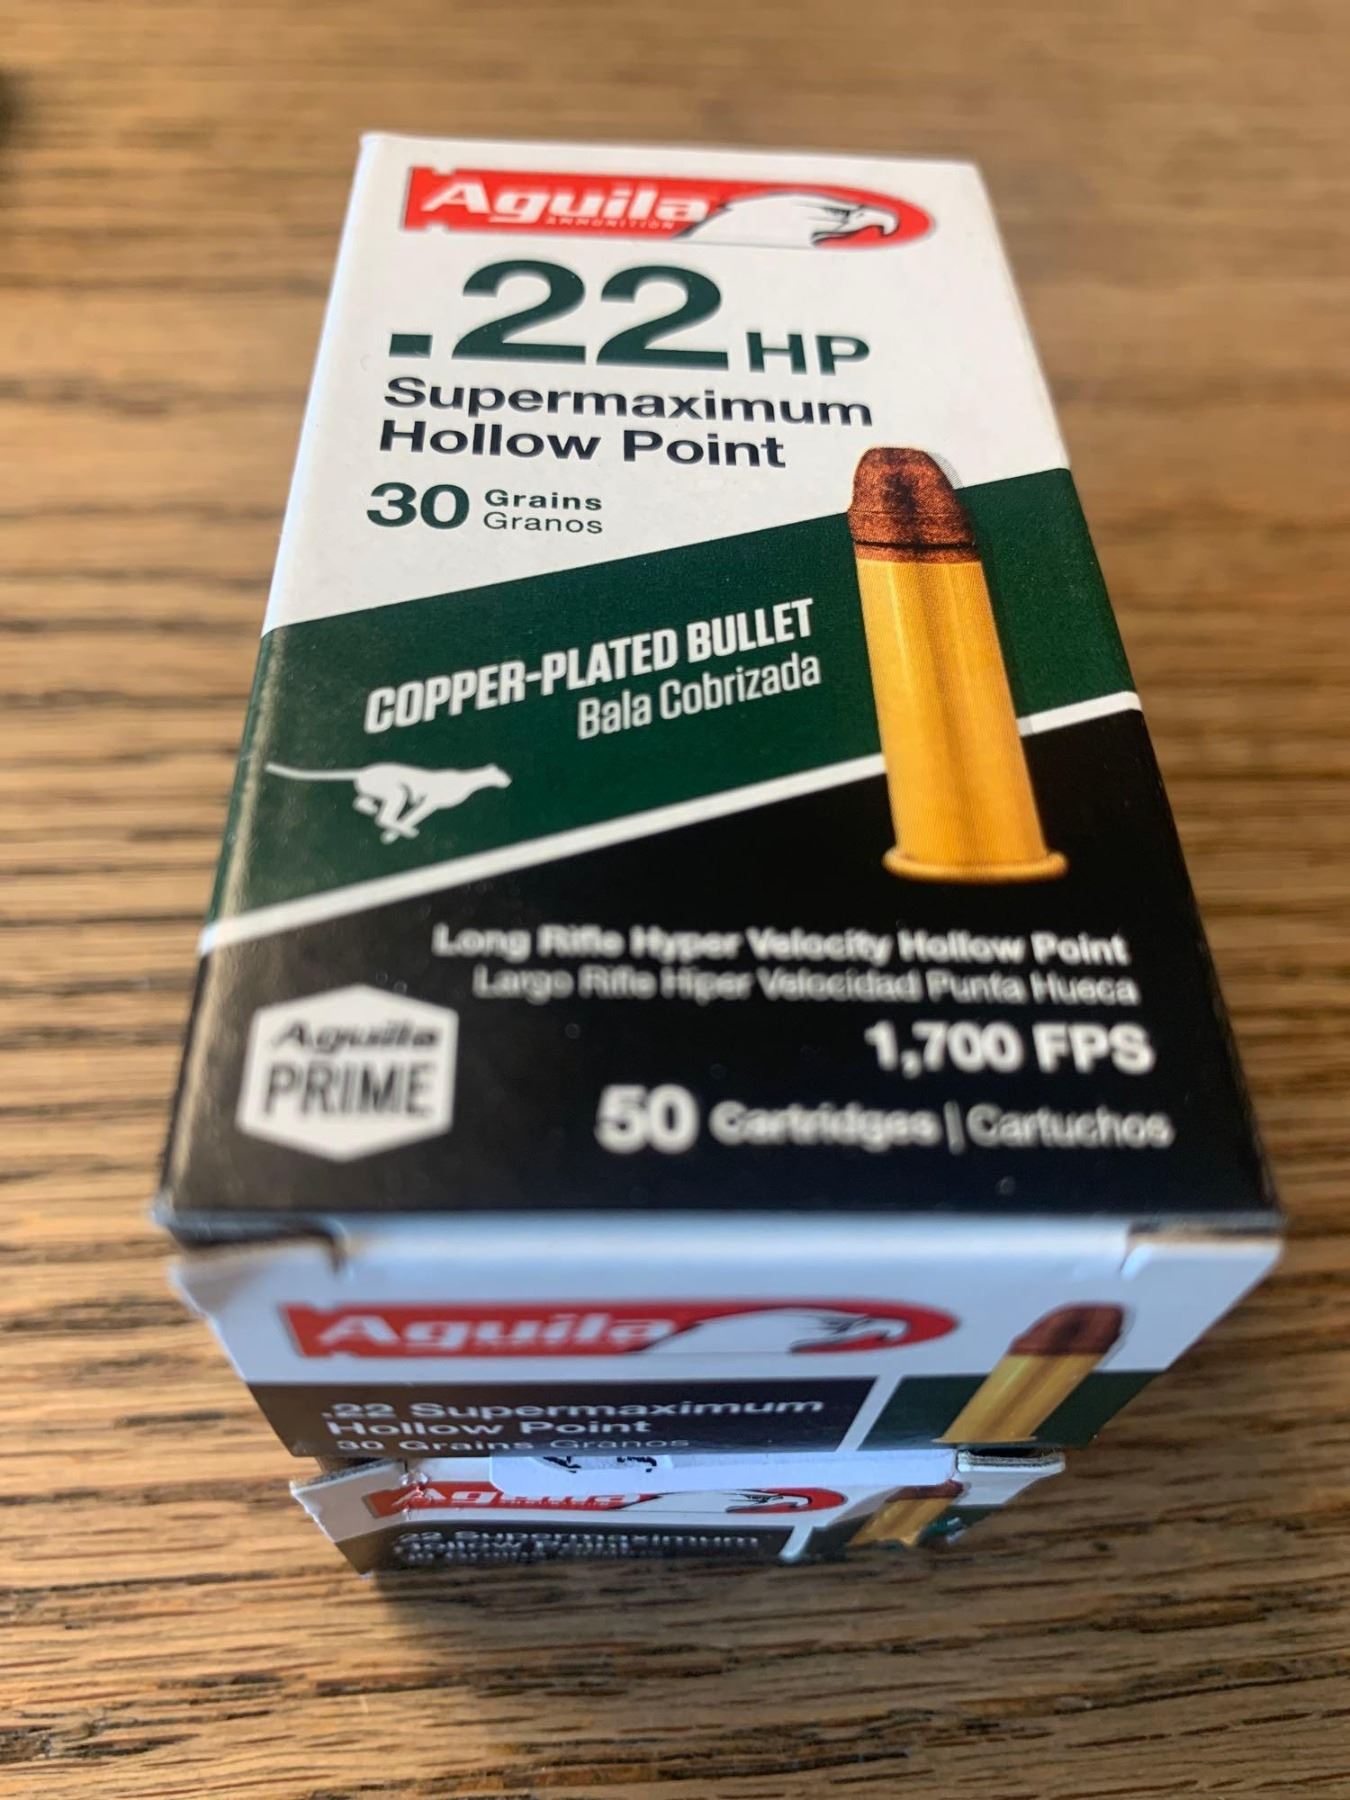 Aguila
AMMUNITION
.22 HP
Supermaximum
Hollow Point
30 Grains
Granos
COPPER-PLATED BULLET
Bala Cobrizada
Long Rifle Hyper Velocity Hollow Point
Largo Rifle Hiper Velocidad Punta Hueca
1,700 FPS
Aguila
PRIME
50 Cartridges | Cartuchos
Aguila
.22 Supermaximum
Hollow Point
30 Grains Granos
Aguila
.22 Supermaximum
Hollow Point